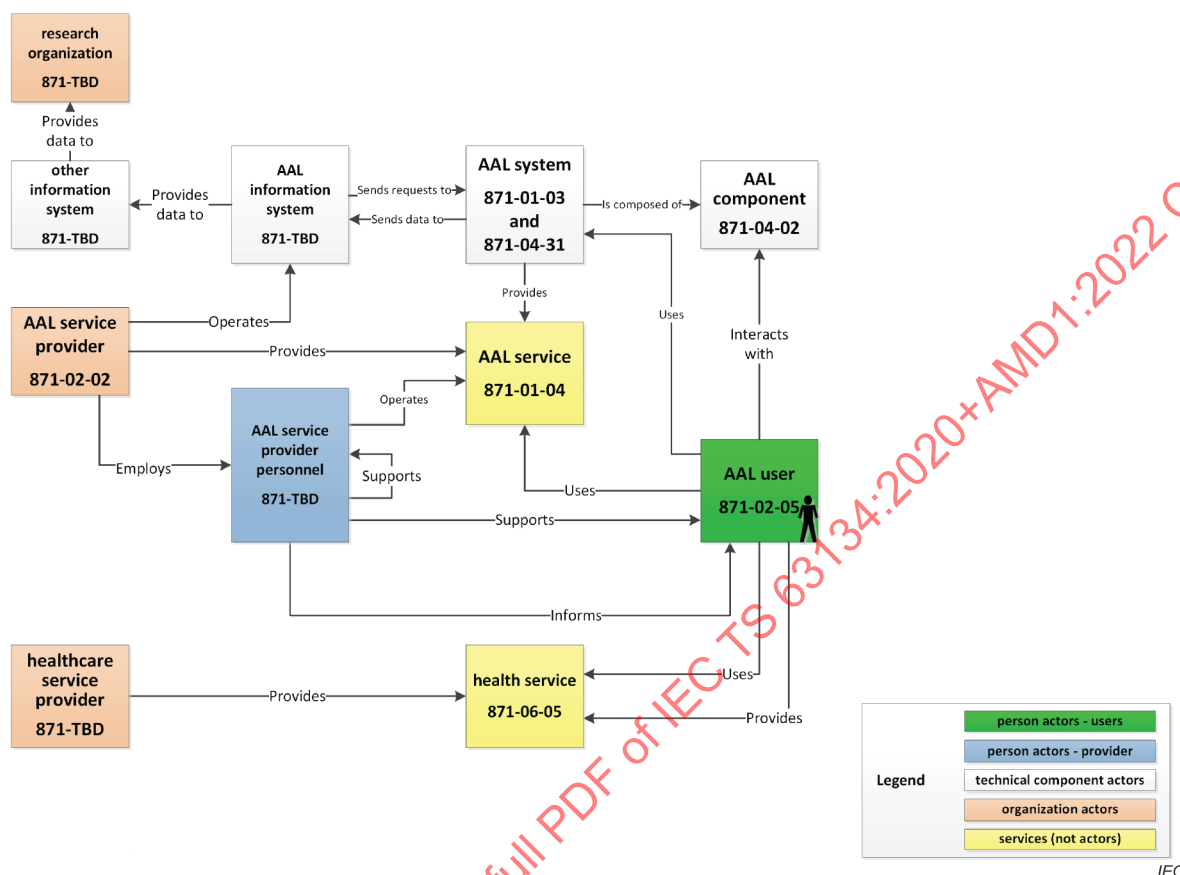 research
organization
871-TBD
Provides
data to
other
information
system
871-TBD
Provides
data to
AAL
information
system
871-TBD
Sends requests to
Sends data to
AAL system
871-01-03
and
871-04-31
Is composed of
AAL
component
871-04-02
Provides
Uses
Interacts
with
AAL service
provider
871-02-02
Operates
Provides
AAL service
871-01-04
Employs
AAL service
provider
personnel
871-TBD
Operates
Supports
Uses
Supports
AAL user
871-02-05
Informs
healthcare
service
provider
871-TBD
Provides
health service
871-06-05
Uses
Provides
Legend
person actors - users
person actors - provider
technical component actors
organization actors
services (not actors)
IEC
full PDF of IEC TS 63134:2020+AMD1:2022